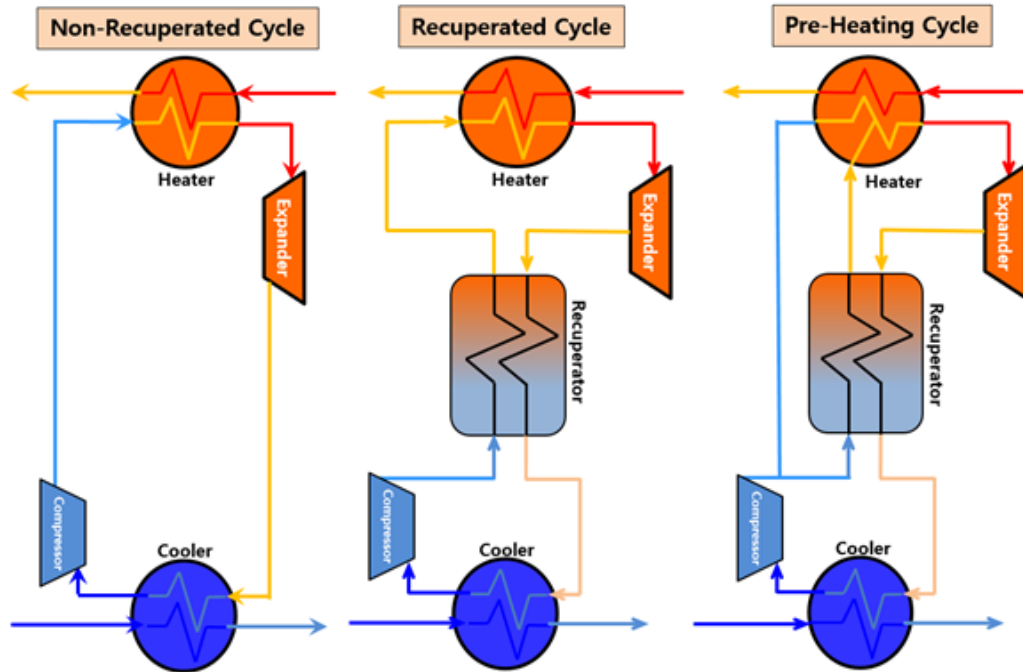 Non-Recuperated Cycle
Heater
Expander
Compressor
Cooler
Recuperated Cycle
Heater
Expander
Recuperator
Compressor
Cooler
Pre-Heating Cycle
Heater
Expander
Recuperator
Compressor
Cooler